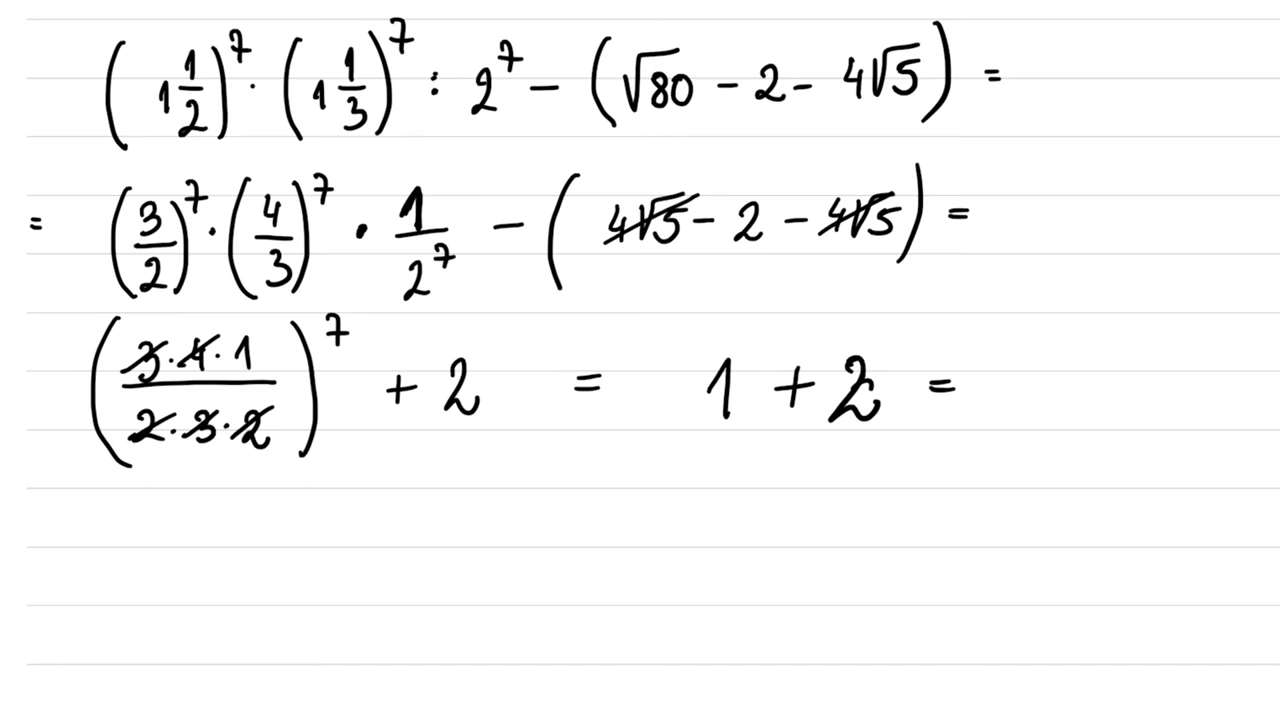 (1 1/2)^7 · (1 1/3)^7 : 2^7 − (√80 − 2 − 4√5) =
= (3/2)^7 · (4/3)^7 · 1/2^7 − (4√5 − 2 − 4√5) =
(3·4·1/2·3·2)^7 + 2 = 1 + 2 =